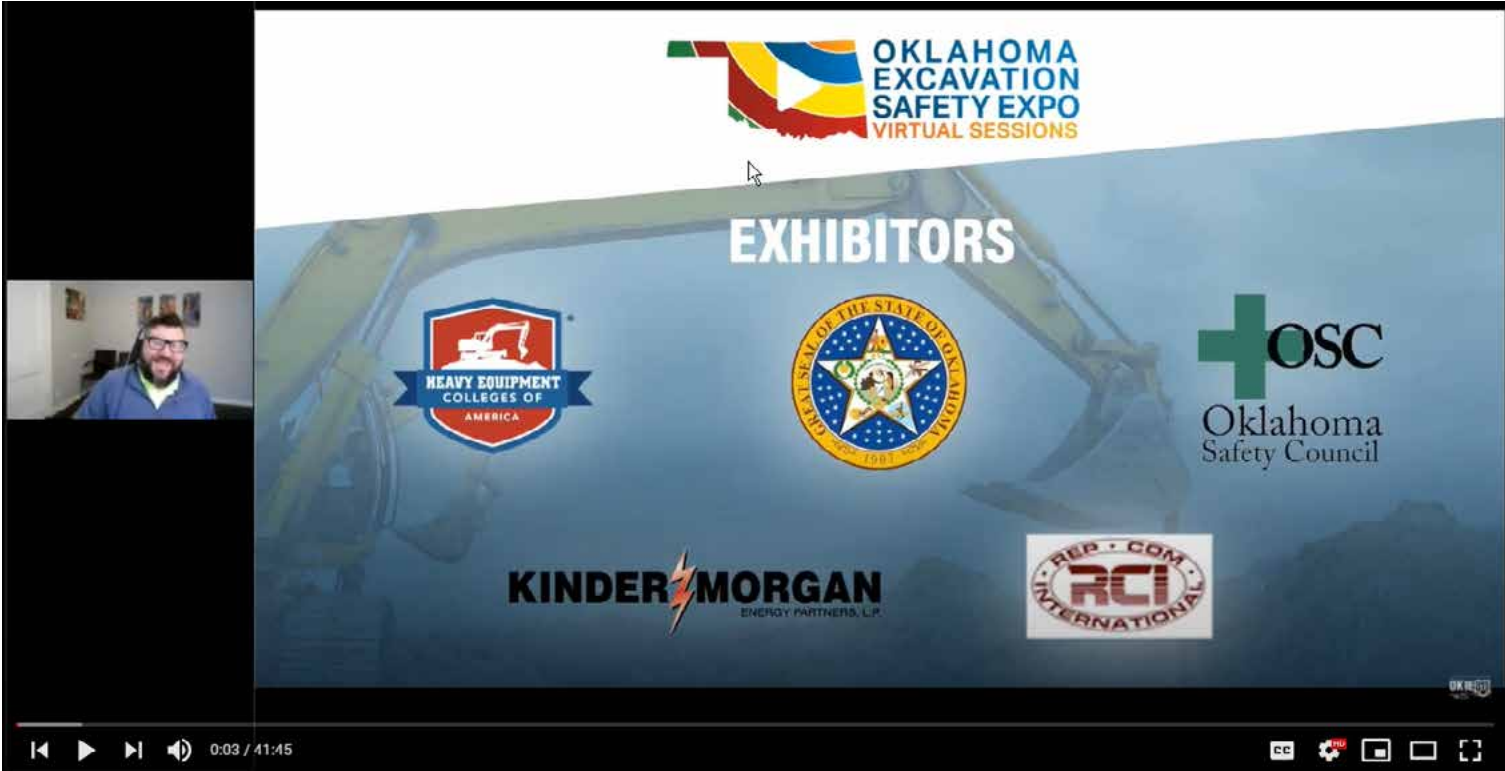 OKLAHOMA
EXCAVATION
SAFETY EXPO
VIRTUAL SESSIONS
EXHIBITORS
HEAVY EQUIPMENT
COLLEGES OF
AMERICA
GREAT SEAL OF THE STATE OF OKLAHOMA
1907
OSC
Oklahoma
Safety Council
KINDER MORGAN
ENERGY PARTNERS, L.P.
REP • COM
RCI
INTERNATIONAL
0:03 / 41:45
CC